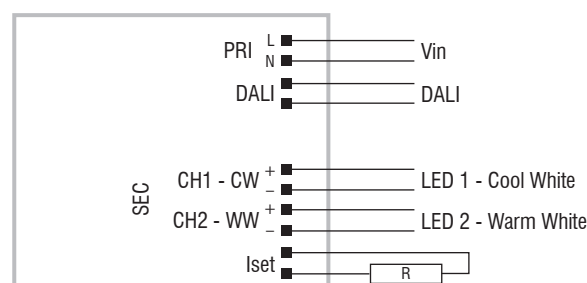 PRI L Vin
N
DALI DALI
SEC
CH1 - CW + LED 1 - Cool White
–
CH2 - WW + LED 2 - Warm White
–
Iset
R